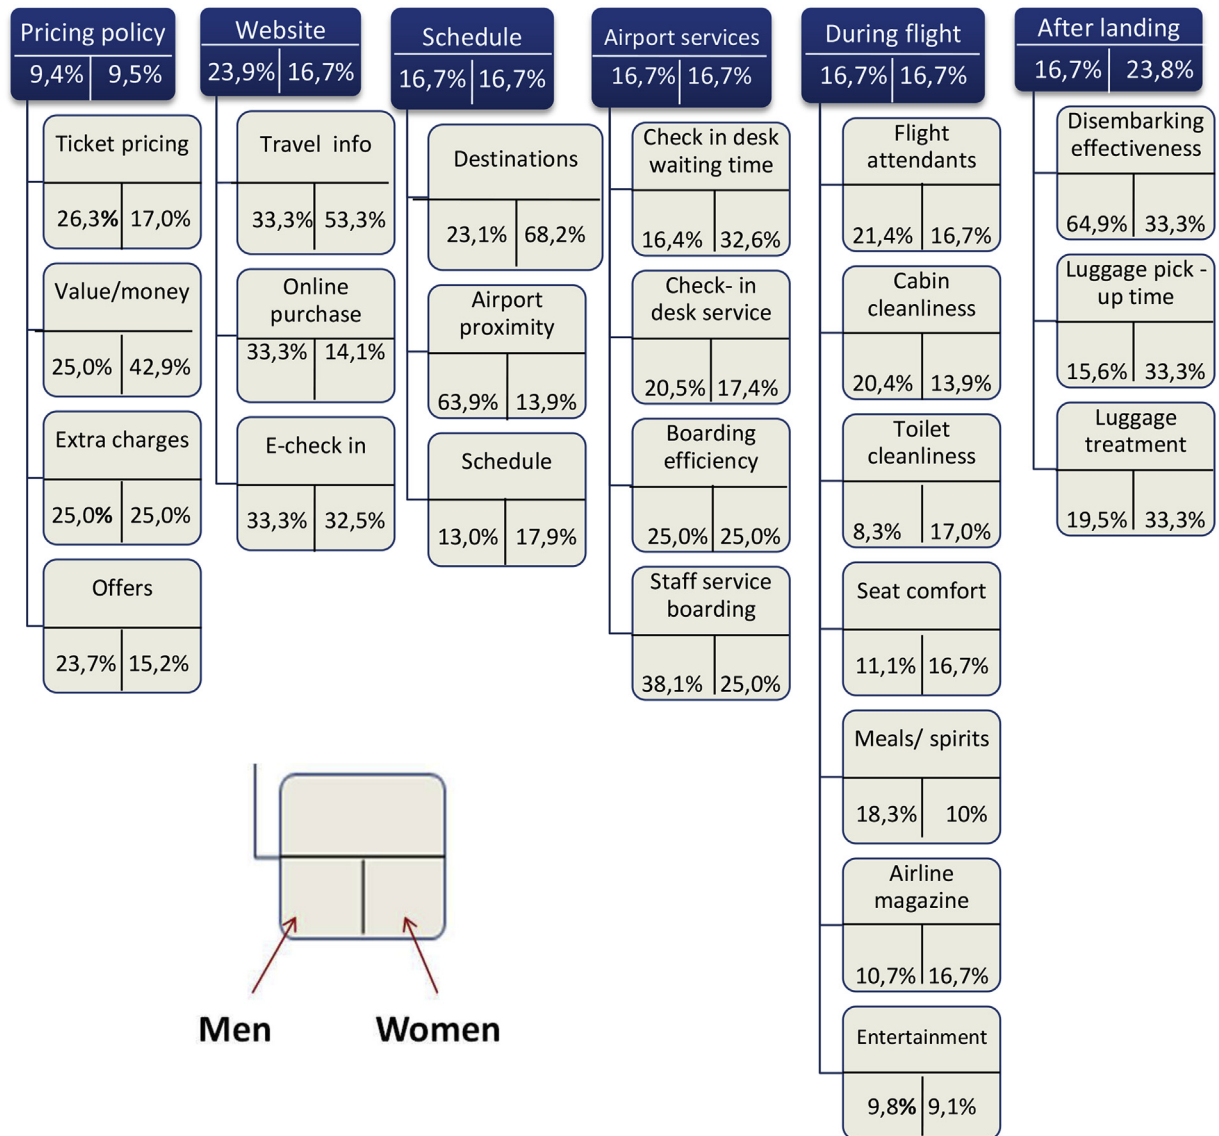 Pricing policy
9,4% 9,5%
Ticket pricing
26,3% 17,0%
Value/money
25,0% 42,9%
Extra charges
25,0% 25,0%
Offers
23,7% 15,2%
Website
23,9% 16,7%
Travel info
33,3% 53,3%
Online
purchase
33,3% 14,1%
E-check in
33,3% 32,5%
Schedule
16,7% 16,7%
Destinations
23,1% 68,2%
Airport
proximity
63,9% 13,9%
Schedule
13,0% 17,9%
Airport services
16,7% 16,7%
Check in desk
waiting time
16,4% 32,6%
Check- in
desk service
20,5% 17,4%
Boarding
efficiency
25,0% 25,0%
Staff service
boarding
38,1% 25,0%
During flight
16,7% 16,7%
Flight
attendants
21,4% 16,7%
Cabin
cleanliness
20,4% 13,9%
Toilet
cleanliness
8,3% 17,0%
Seat comfort
11,1% 16,7%
Meals/ spirits
18,3% 10%
Airline
magazine
10,7% 16,7%
Entertainment
9,8% 9,1%
After landing
16,7% 23,8%
Disembarking
effectiveness
64,9% 33,3%
Luggage pick -
up time
15,6% 33,3%
Luggage
treatment
19,5% 33,3%
Men Women